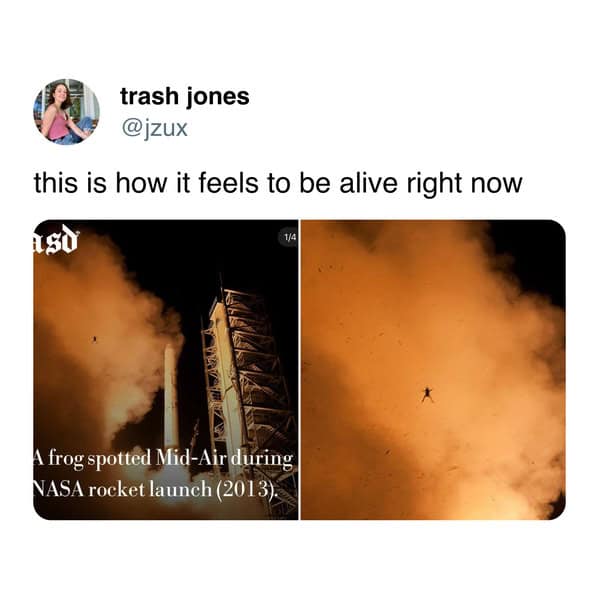 trash jones
@jzux
this is how it feels to be alive right now
asd
1/4
A frog spotted Mid-Air during
NASA rocket launch (2013).